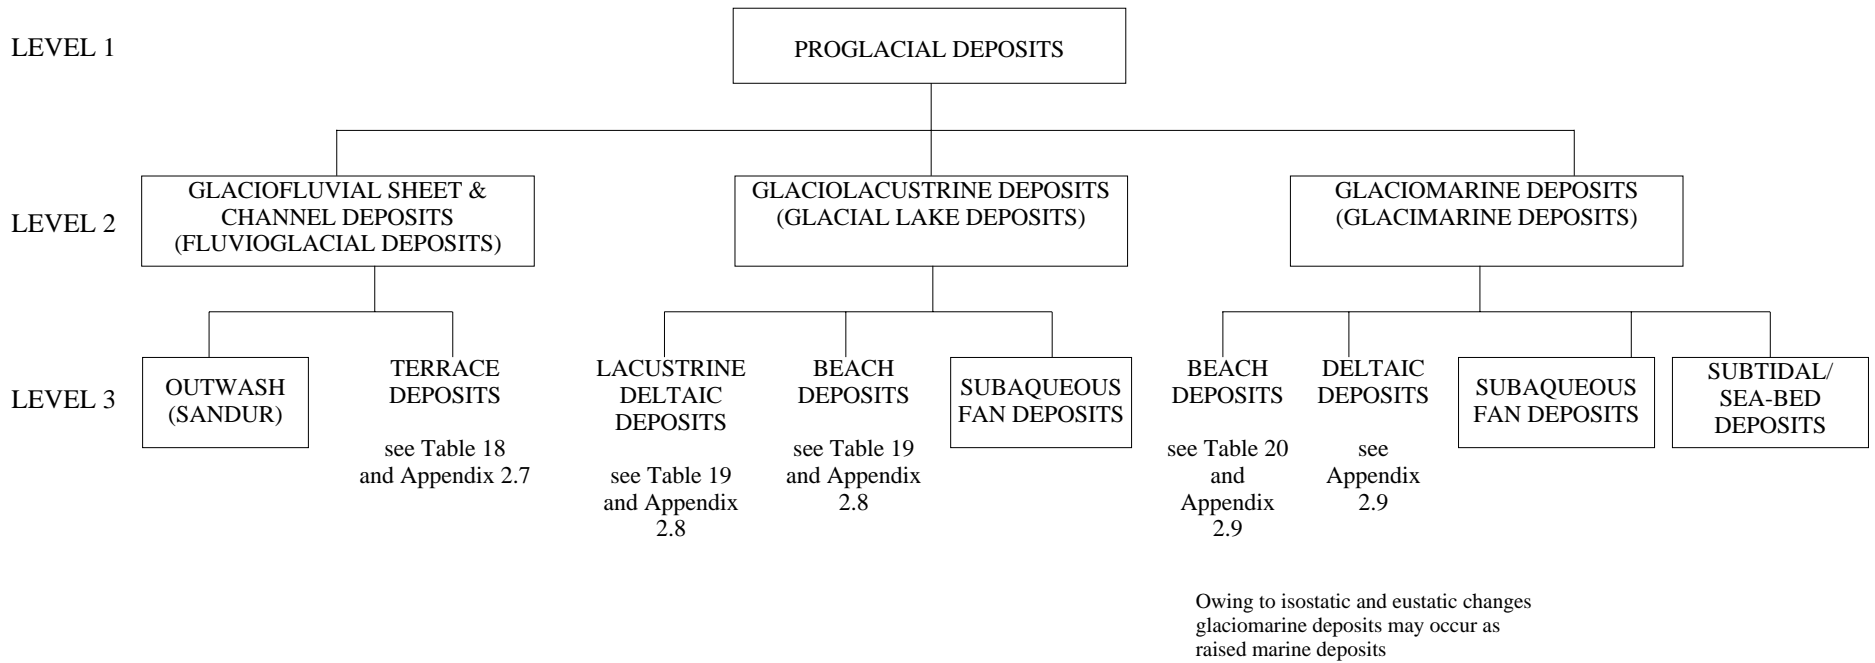 LEVEL 1
PROGLACIAL DEPOSITS
LEVEL 2
GLACIOFLUVIAL SHEET &
CHANNEL DEPOSITS
(FLUVIOGLACIAL DEPOSITS)
GLACIOLACUSTRINE DEPOSITS
(GLACIAL LAKE DEPOSITS)
GLACIOMARINE DEPOSITS
(GLACIMARINE DEPOSITS)
LEVEL 3
OUTWASH
(SANDUR)
TERRACE
DEPOSITS
see Table 18
and Appendix 2.7
LACUSTRINE
DELTAIC
DEPOSITS
see Table 19
and Appendix
2.8
BEACH
DEPOSITS
see Table 19
and Appendix
2.8
SUBAQUEOUS
FAN DEPOSITS
BEACH
DEPOSITS
see Table 20
and
Appendix
2.9
DELTAIC
DEPOSITS
see
Appendix
2.9
SUBAQUEOUS
FAN DEPOSITS
SUBTIDAL/
SEA-BED
DEPOSITS
Owing to isostatic and eustatic changes
glaciomarine deposits may occur as
raised marine deposits